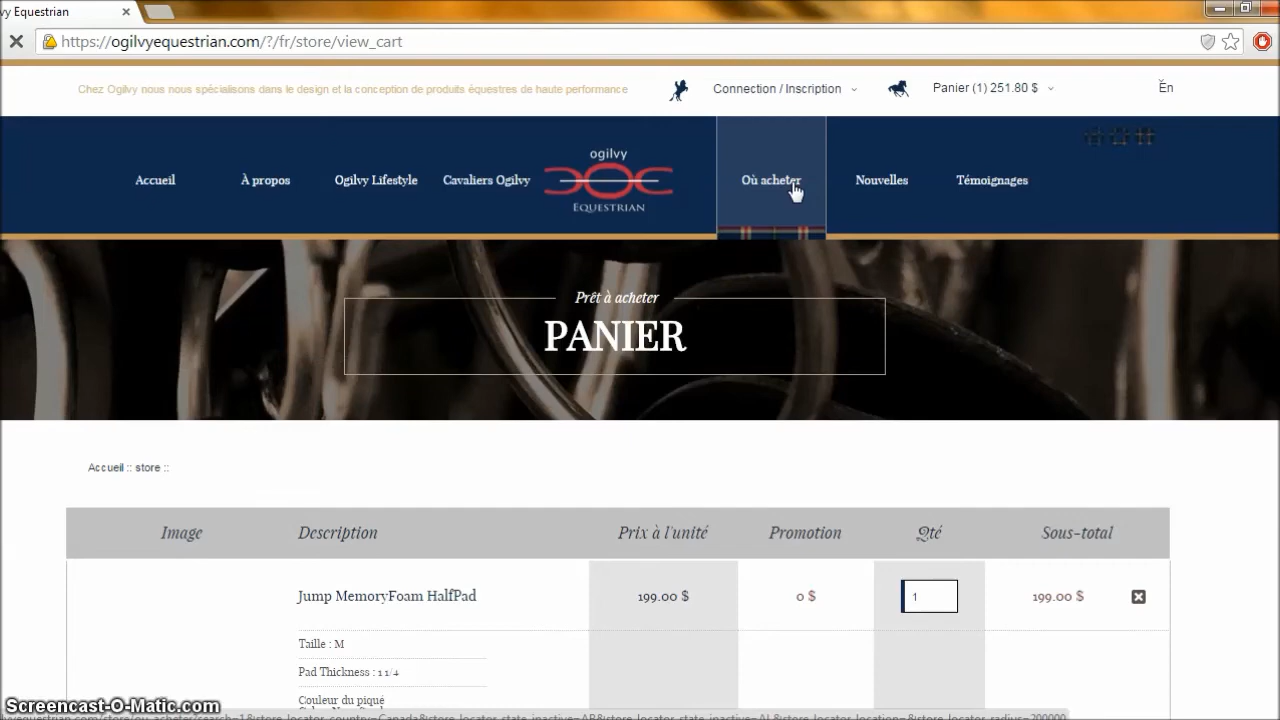 vy Equestrian
https://ogilvyequestrian.com/?/fr/store/view_cart
Chez Ogilvy nous nous spécialisons dans le design et la conception de produits équestres de haute performance
Connection / Inscription
Panier (1) 251.80 $
En
Accueil
À propos
Ogilvy Lifestyle
Cavaliers Ogilvy
ogilvy
EQUESTRIAN
Où acheter
Nouvelles
Témoignages
Prêt à acheter
PANIER
Accueil :: store ::
Image Description Prix à l'unité Promotion Qté Sous-total
Jump MemoryFoam HalfPad 199.00 $ 0 $ 1 199.00 $
Taille : M
Pad Thickness : 1 1/4
Couleur du piqué
Screencast-O-Matic.com